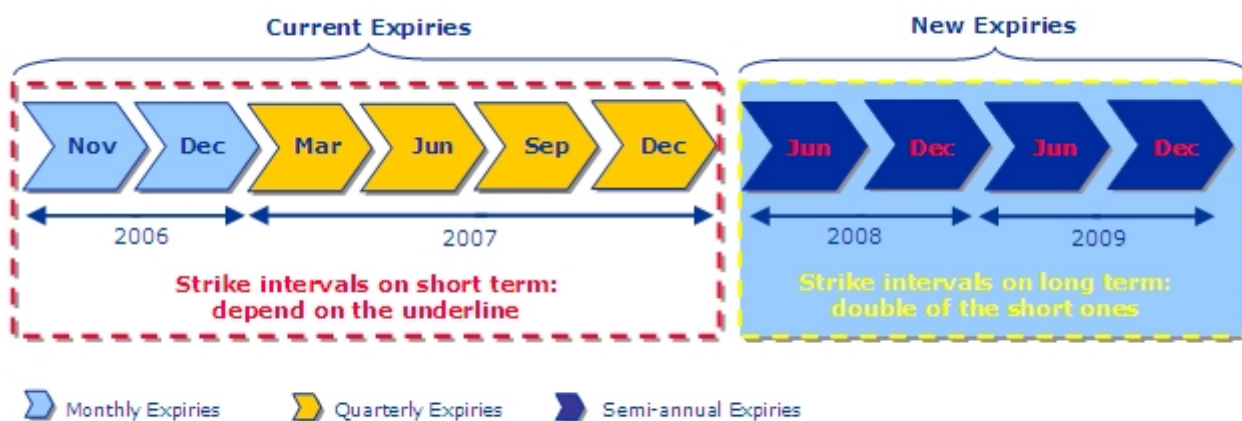 Current Expiries
New Expiries
Nov Dec Mar Jun Sep Dec Jun Dec Jun Dec
2006 2007 2008 2009
Strike intervals on short term:
depend on the underline
Strike intervals on long term:
double of the short ones
Monthly Expiries Quarterly Expiries Semi-annual Expiries